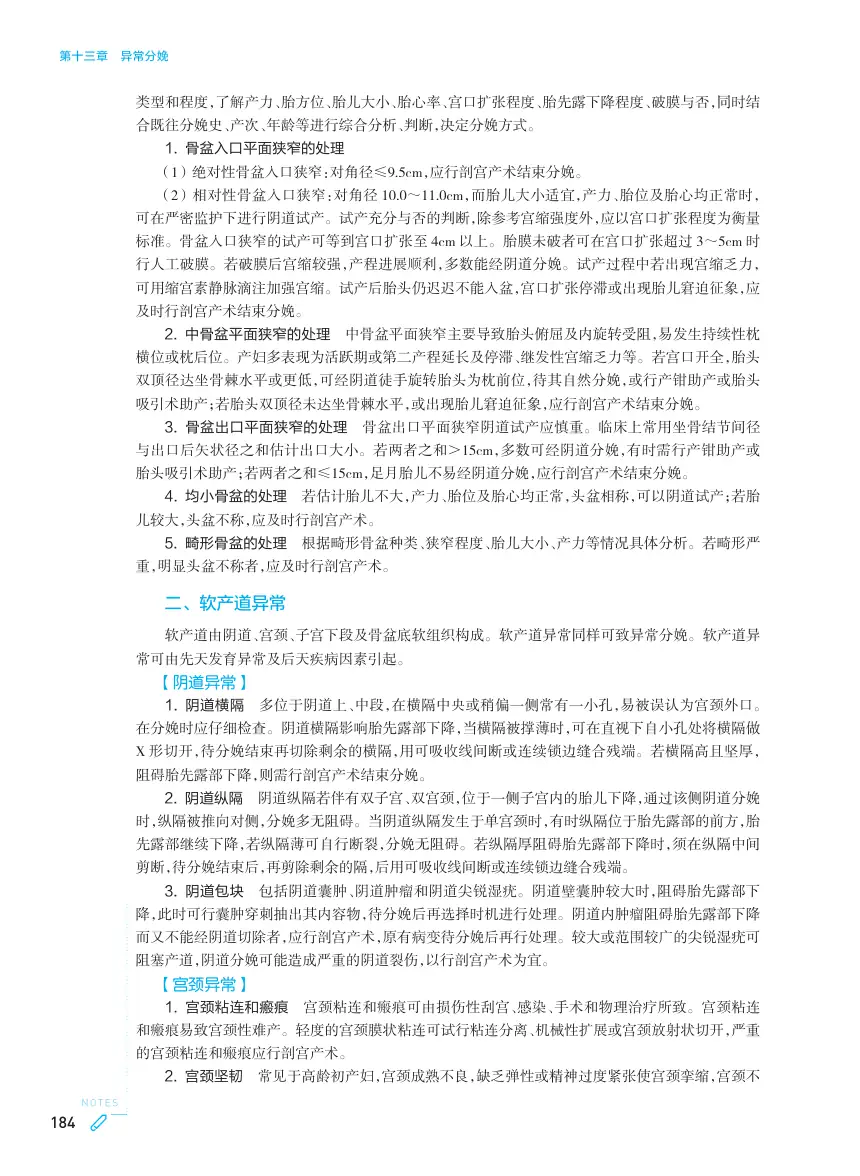 第十三章 异常分娩
类型和程度,了解产力、胎方位、胎儿大小、胎心率、宫口扩张程度、胎先露下降程度、破膜与否,同时结
合既往分娩史、产次、年龄等进行综合分析、判断,决定分娩方式。
1. 骨盆入口平面狭窄的处理
（1）绝对性骨盆入口狭窄:对角径≤9.5cm,应行剖宫产术结束分娩。
（2）相对性骨盆入口狭窄:对角径 10.0～11.0cm,而胎儿大小适宜,产力、胎位及胎心均正常时,
可在严密监护下进行阴道试产。试产充分与否的判断,除参考宫缩强度外,应以宫口扩张程度为衡量
标准。骨盆入口狭窄的试产可等到宫口扩张至 4cm 以上。胎膜未破者可在宫口扩张超过 3～5cm 时
行人工破膜。若破膜后宫缩较强,产程进展顺利,多数能经阴道分娩。试产过程中若出现宫缩乏力,
可用缩宫素静脉滴注加强宫缩。试产后胎头仍迟迟不能入盆,宫口扩张停滞或出现胎儿窘迫征象,应
及时行剖宫产术结束分娩。
2. 中骨盆平面狭窄的处理 中骨盆平面狭窄主要导致胎头俯屈及内旋转受阻,易发生持续性枕
横位或枕后位。产妇多表现为活跃期或第二产程延长及停滞、继发性宫缩乏力等。若宫口开全,胎头
双顶径达坐骨棘水平或更低,可经阴道徒手旋转胎头为枕前位,待其自然分娩,或行产钳助产或胎头
吸引术助产;若胎头双顶径未达坐骨棘水平,或出现胎儿窘迫征象,应行剖宫产术结束分娩。
3. 骨盆出口平面狭窄的处理 骨盆出口平面狭窄阴道试产应慎重。临床上常用坐骨结节间径
与出口后矢状径之和估计出口大小。若两者之和＞15cm,多数可经阴道分娩,有时需行产钳助产或
胎头吸引术助产;若两者之和≤15cm,足月胎儿不易经阴道分娩,应行剖宫产术结束分娩。
4. 均小骨盆的处理 若估计胎儿不大,产力、胎位及胎心均正常,头盆相称,可以阴道试产;若胎
儿较大,头盆不称,应及时行剖宫产术。
5. 畸形骨盆的处理 根据畸形骨盆种类、狭窄程度、胎儿大小、产力等情况具体分析。若畸形严
重,明显头盆不称者,应及时行剖宫产术。
二、软产道异常
软产道由阴道、宫颈、子宫下段及骨盆底软组织构成。软产道异常同样可致异常分娩。软产道异
常可由先天发育异常及后天疾病因素引起。
【阴道异常】
1. 阴道横隔 多位于阴道上、中段,在横隔中央或稍偏一侧常有一小孔,易被误认为宫颈外口。
在分娩时应仔细检查。阴道横隔影响胎先露部下降,当横隔被撑薄时,可在直视下自小孔处将横隔做
X 形切开,待分娩结束再切除剩余的横隔,用可吸收线间断或连续锁边缝合残端。若横隔高且坚厚,
阻碍胎先露部下降,则需行剖宫产术结束分娩。
2. 阴道纵隔 阴道纵隔若伴有双子宫、双宫颈,位于一侧子宫内的胎儿下降,通过该侧阴道分娩
时,纵隔被推向对侧,分娩多无阻碍。当阴道纵隔发生于单宫颈时,有时纵隔位于胎先露部的前方,胎
先露部继续下降,若纵隔薄可自行断裂,分娩无阻碍。若纵隔厚阻碍胎先露部下降时,须在纵隔中间
剪断,待分娩结束后,再剪除剩余的隔,后用可吸收线间断或连续锁边缝合残端。
3. 阴道包块 包括阴道囊肿、阴道肿瘤和阴道尖锐湿疣。阴道壁囊肿较大时,阻碍胎先露部下
降,此时可行囊肿穿刺抽出其内容物,待分娩后再选择时机进行处理。阴道内肿瘤阻碍胎先露部下降
而又不能经阴道切除者,应行剖宫产术,原有病变待分娩后再行处理。较大或范围较广的尖锐湿疣可
阻塞产道,阴道分娩可能造成严重的阴道裂伤,以行剖宫产术为宜。
【宫颈异常】
1. 宫颈粘连和瘢痕 宫颈粘连和瘢痕可由损伤性刮宫、感染、手术和物理治疗所致。宫颈粘连
和瘢痕易致宫颈性难产。轻度的宫颈膜状粘连可试行粘连分离、机械性扩展或宫颈放射状切开,严重
的宫颈粘连和瘢痕应行剖宫产术。
2. 宫颈坚韧 常见于高龄初产妇,宫颈成熟不良,缺乏弹性或精神过度紧张使宫颈挛缩,宫颈不
NOTES
184